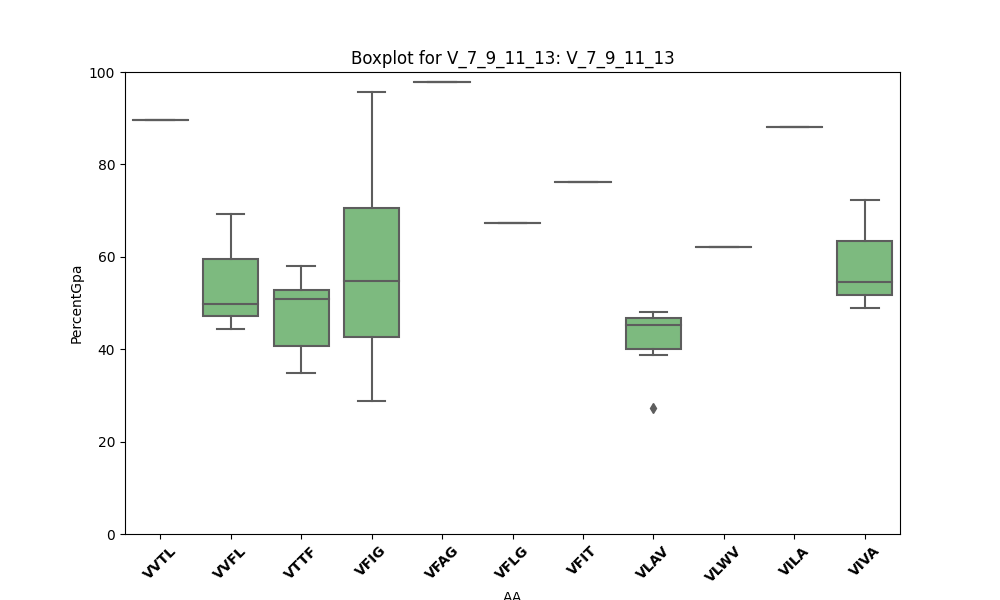 Boxplot for V_7_9_11_13: V_7_9_11_13
100
80
60
40
20
0
PercentGpa
VVTL
VVFL
VTTF
VFIG
VFAG
VFLG
VFIT
VLAV
VLWV
VILA
VIVA
AA